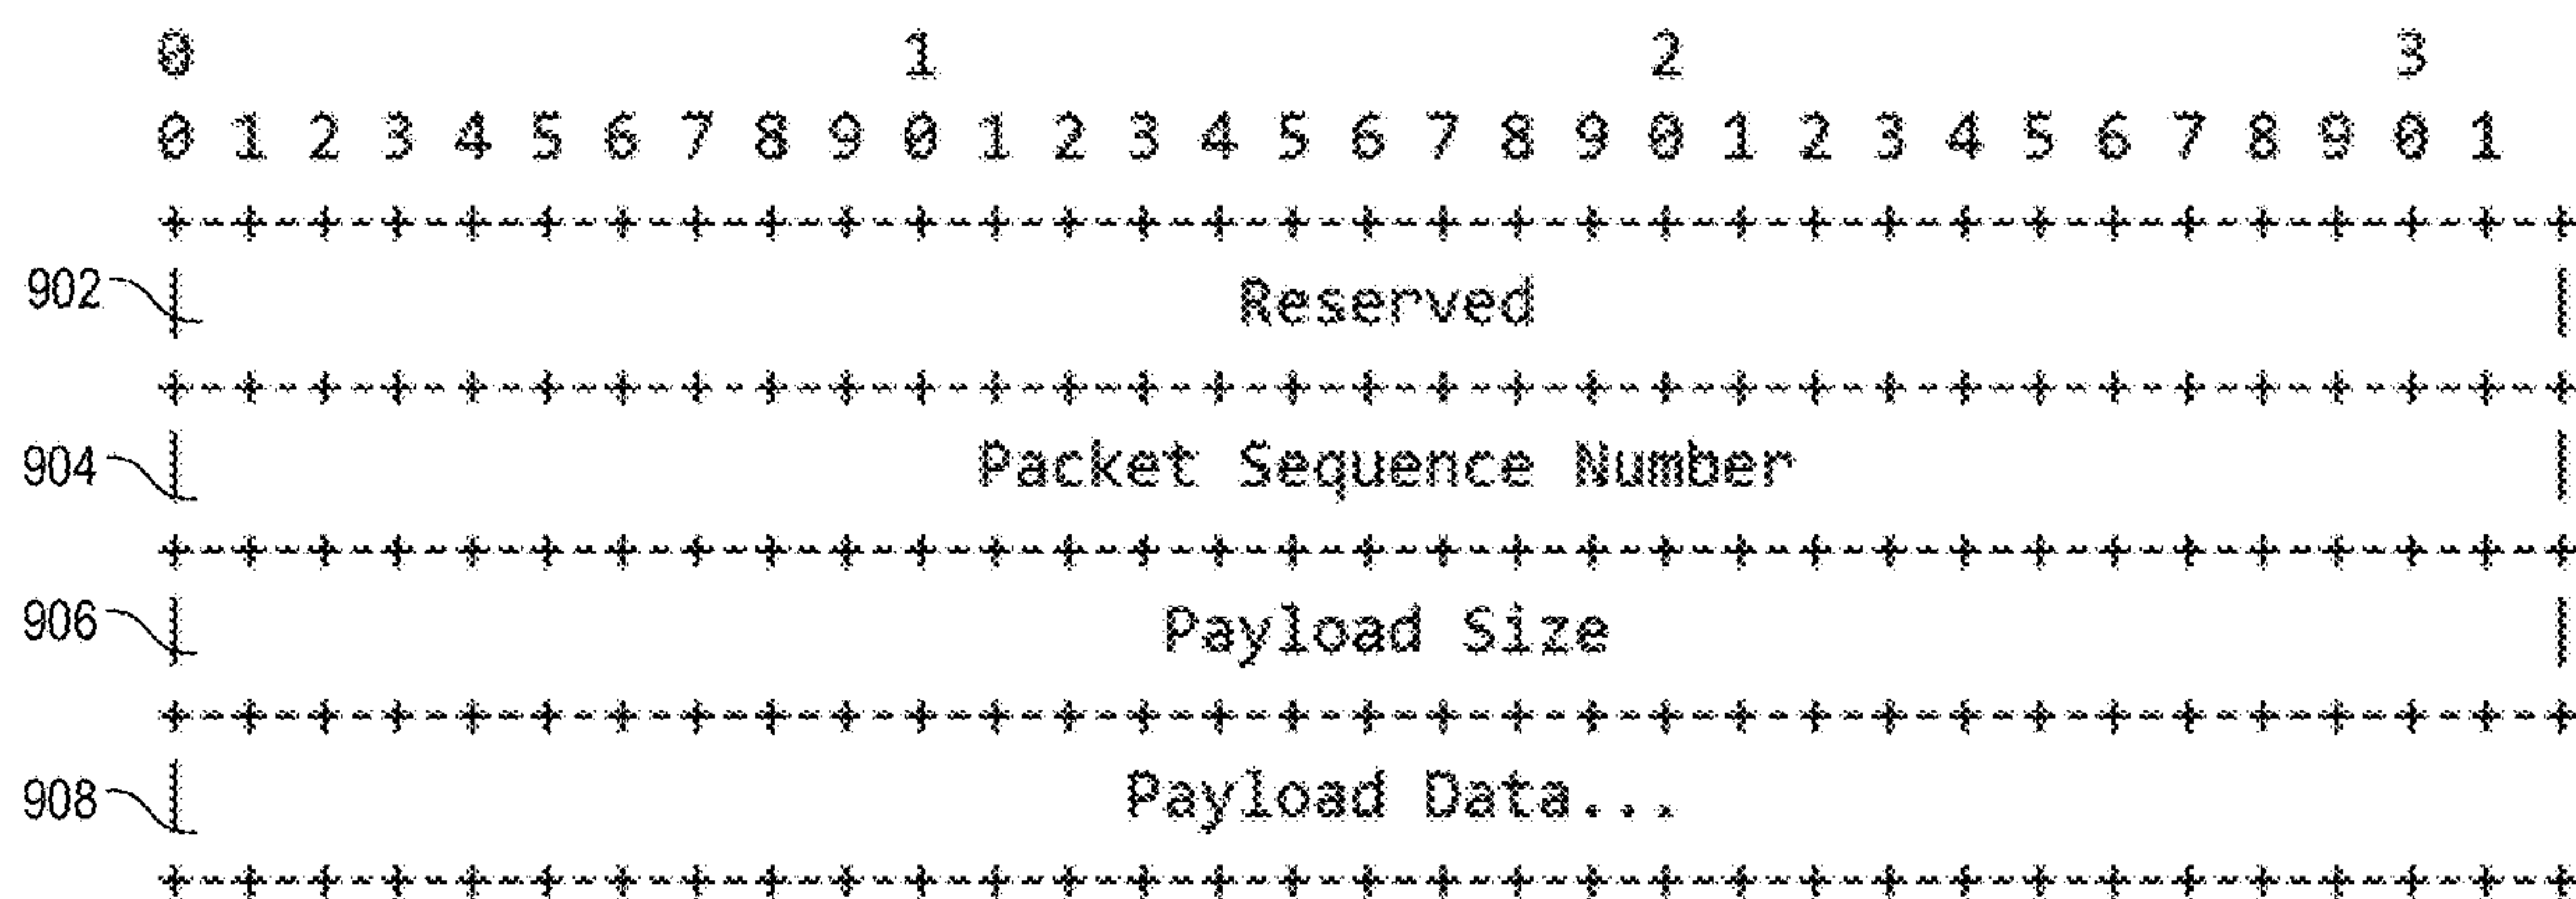 0 1 2 3
0 1 2 3 4 5 6 7 8 9 0 1 2 3 4 5 6 7 8 9 0 1 2 3 4 5 6 7 8 9 0 1
+-+-+-+-+-+-+-+-+-+-+-+-+-+-+-+-+-+-+-+-+-+-+-+-+-+-+-+-+-+-+-+-+
902 | Reserved |
+-+-+-+-+-+-+-+-+-+-+-+-+-+-+-+-+-+-+-+-+-+-+-+-+-+-+-+-+-+-+-+-+
904 | Packet Sequence Number |
+-+-+-+-+-+-+-+-+-+-+-+-+-+-+-+-+-+-+-+-+-+-+-+-+-+-+-+-+-+-+-+-+
906 | Payload Size |
+-+-+-+-+-+-+-+-+-+-+-+-+-+-+-+-+-+-+-+-+-+-+-+-+-+-+-+-+-+-+-+-+
908 | Payload Data...
+-+-+-+-+-+-+-+-+-+-+-+-+-+-+-+-+-+-+-+-+-+-+-+-+-+-+-+-+-+-+-+-+